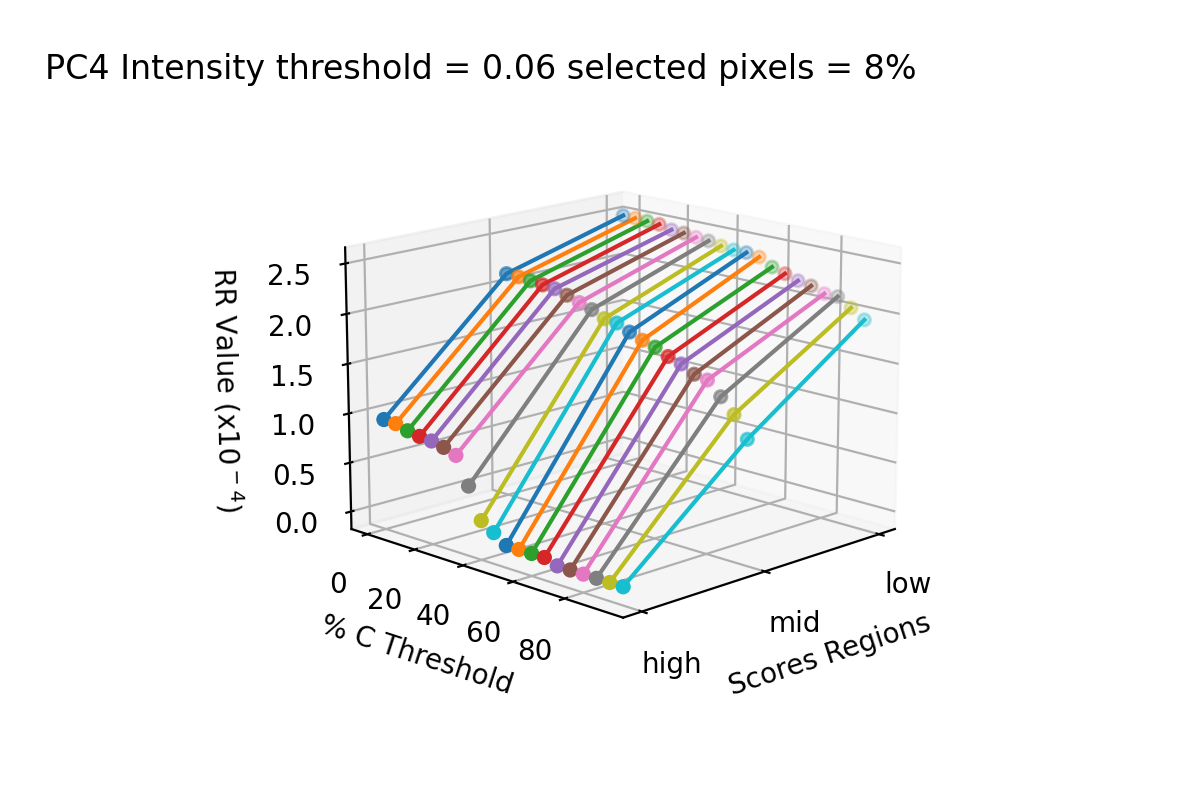 PC4 Intensity threshold = 0.06 selected pixels = 8%
RR Value (x10⁻⁴)
2.5
2.0
1.5
1.0
0.5
0.0
0
20
40
60
80
% C Threshold
high
mid
low
Scores Regions